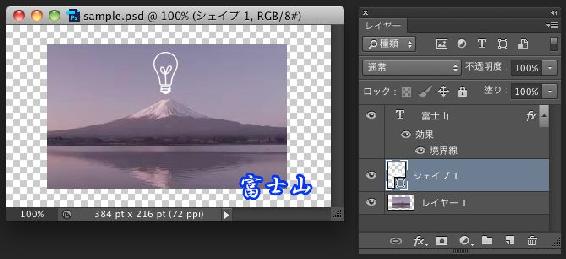 sample.psd @ 100% (シェイプ 1, RGB/8#)
富士山
100%
384 pt x 216 pt (72 ppi)
レイヤー
種類
T
通常
不透明度:
100%
ロック:
塗り:
100%
T
富士山
fx
効果
境界線
シェイプ 1
レイヤー 1
fx